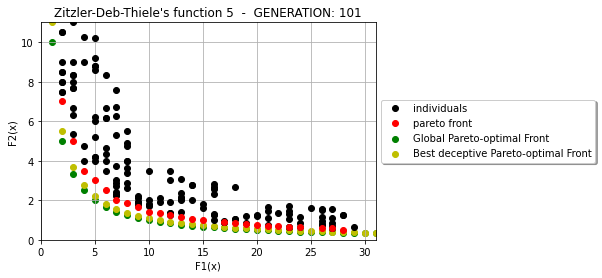 Zitzler-Deb-Thiele's function 5 - GENERATION: 101
10
8
6
4
2
0
F2(x)
0 5 10 15 20 25 30
F1(x)
individuals
pareto front
Global Pareto-optimal Front
Best deceptive Pareto-optimal Front